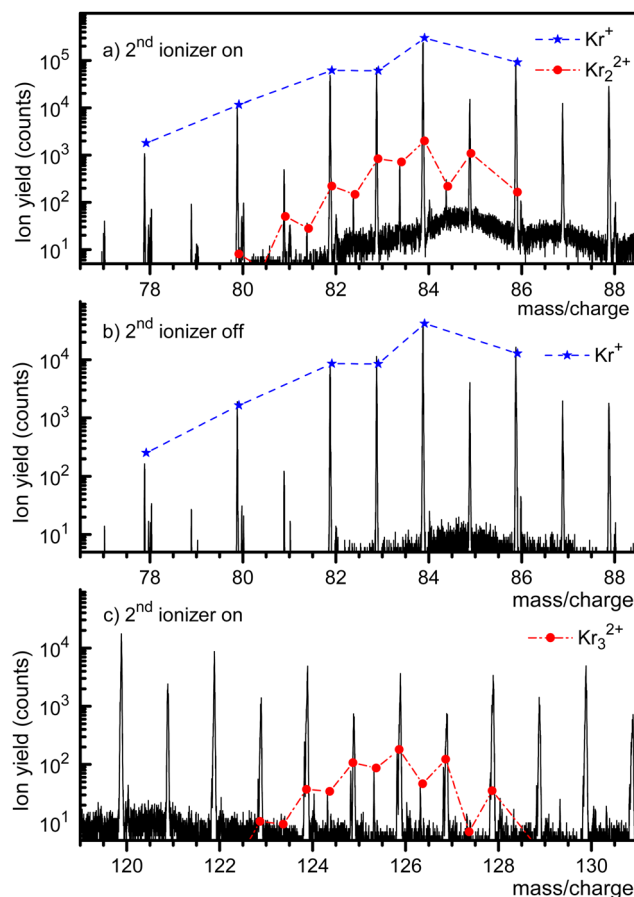 a) 2nd ionizer on
Kr+
Kr2 2+
Ion yield (counts)
10^5
10^4
10^3
10^2
10^1
78 80 82 84 86 88
mass/charge
b) 2nd ionizer off
Kr+
Ion yield (counts)
10^4
10^3
10^2
10^1
78 80 82 84 86 88
mass/charge
c) 2nd ionizer on
Kr3 2+
Ion yield (counts)
10^4
10^3
10^2
10^1
120 122 124 126 128 130
mass/charge